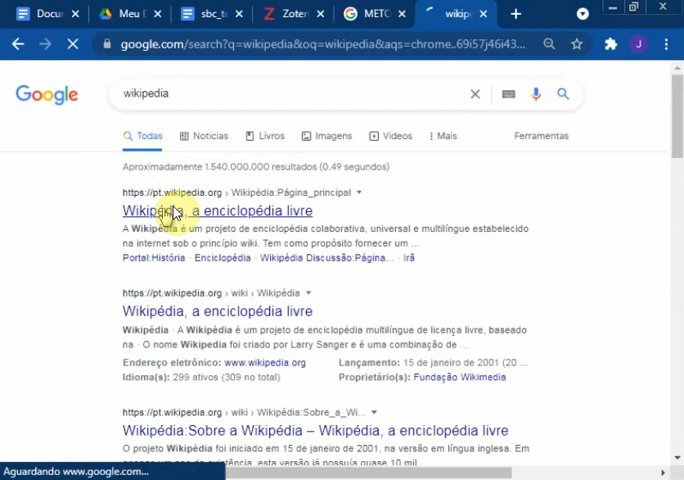 Docun
Meu D
sbc_te
Zoter
METO
wikipe
google.com/search?q=wikipedia&oq=wikipedia&aqs=chrome..69i57j46i43...
J
Google
wikipedia
Todas Notícias Livros Imagens Vídeos Mais Ferramentas
Aproximadamente 1.540.000.000 resultados (0,49 segundos)
https://pt.wikipedia.org › Wikipédia:Página_principal
Wikipédia, a enciclopédia livre
A Wikipédia é um projeto de enciclopédia colaborativa, universal e multilíngue estabelecido
na internet sob o princípio wiki. Tem como propósito fornecer um ...
Portal:História · Enciclopédia · Wikipédia Discussão:Página... · Irã
https://pt.wikipedia.org › wiki › Wikipédia
Wikipédia, a enciclopédia livre
Wikipédia · A Wikipédia é um projeto de enciclopédia multilíngue de licença livre, baseado
na · O nome Wikipédia foi criado por Larry Sanger e é uma combinação de ...
Endereço eletrônico: www.wikipedia.org Lançamento: 15 de janeiro de 2001 (20 ...
Idioma(s): 299 ativos (309 no total) Proprietário(s): Fundação Wikimedia
https://pt.wikipedia.org › wiki › Wikipédia:Sobre_a_Wi...
Wikipédia:Sobre a Wikipédia – Wikipédia, a enciclopédia livre
O projeto Wikipédia foi iniciado em 15 de janeiro de 2001, na versão em língua inglesa. Em
esta versão já possuía quase 10 mil
Aguardando www.google.com...